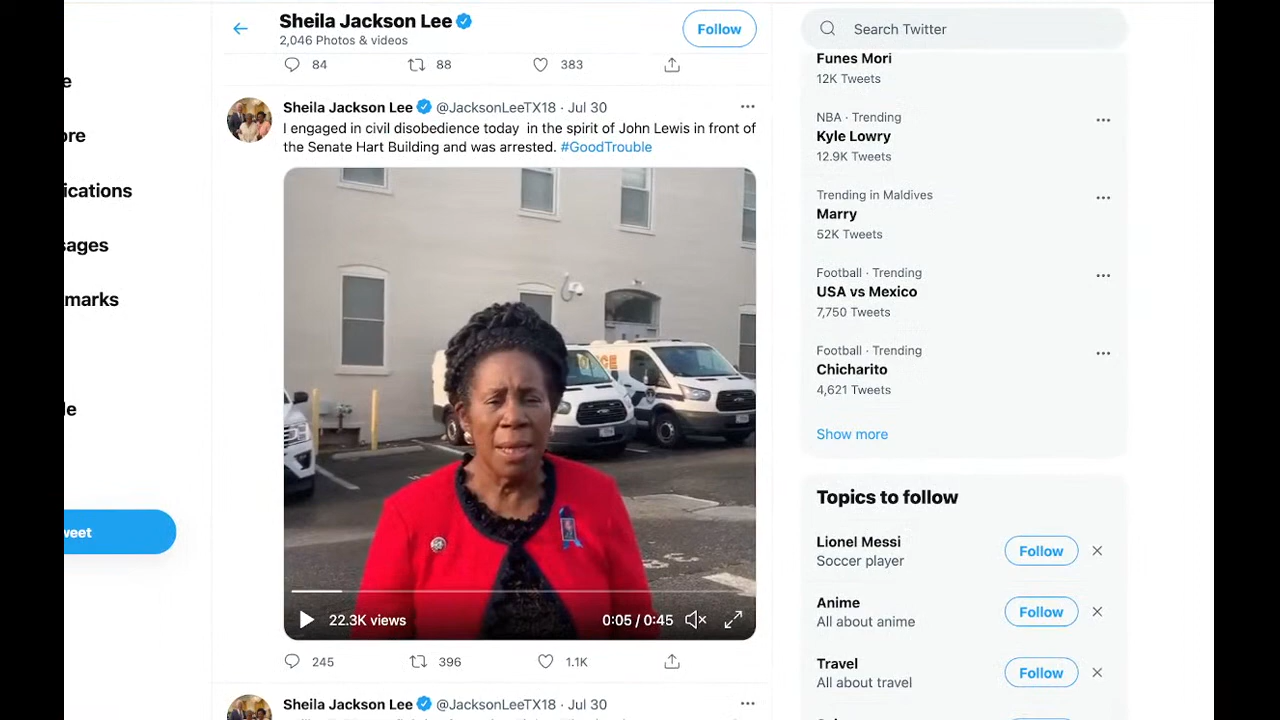 Sheila Jackson Lee
2,046 Photos & videos
Follow
Search Twitter
e
ore
ications
sages
marks
le
weet
84
88
383
Sheila Jackson Lee @JacksonLeeTX18 · Jul 30
I engaged in civil disobedience today in the spirit of John Lewis in front of
the Senate Hart Building and was arrested. #GoodTrouble
22.3K views
0:05 / 0:45
245
396
1.1K
Sheila Jackson Lee @JacksonLeeTX18 · Jul 30
Funes Mori
12K Tweets
NBA · Trending
Kyle Lowry
12.9K Tweets
Trending in Maldives
Marry
52K Tweets
Football · Trending
USA vs Mexico
7,750 Tweets
Football · Trending
Chicharito
4,621 Tweets
Show more
Topics to follow
Lionel Messi
Soccer player
Follow
Anime
All about anime
Follow
Travel
All about travel
Follow